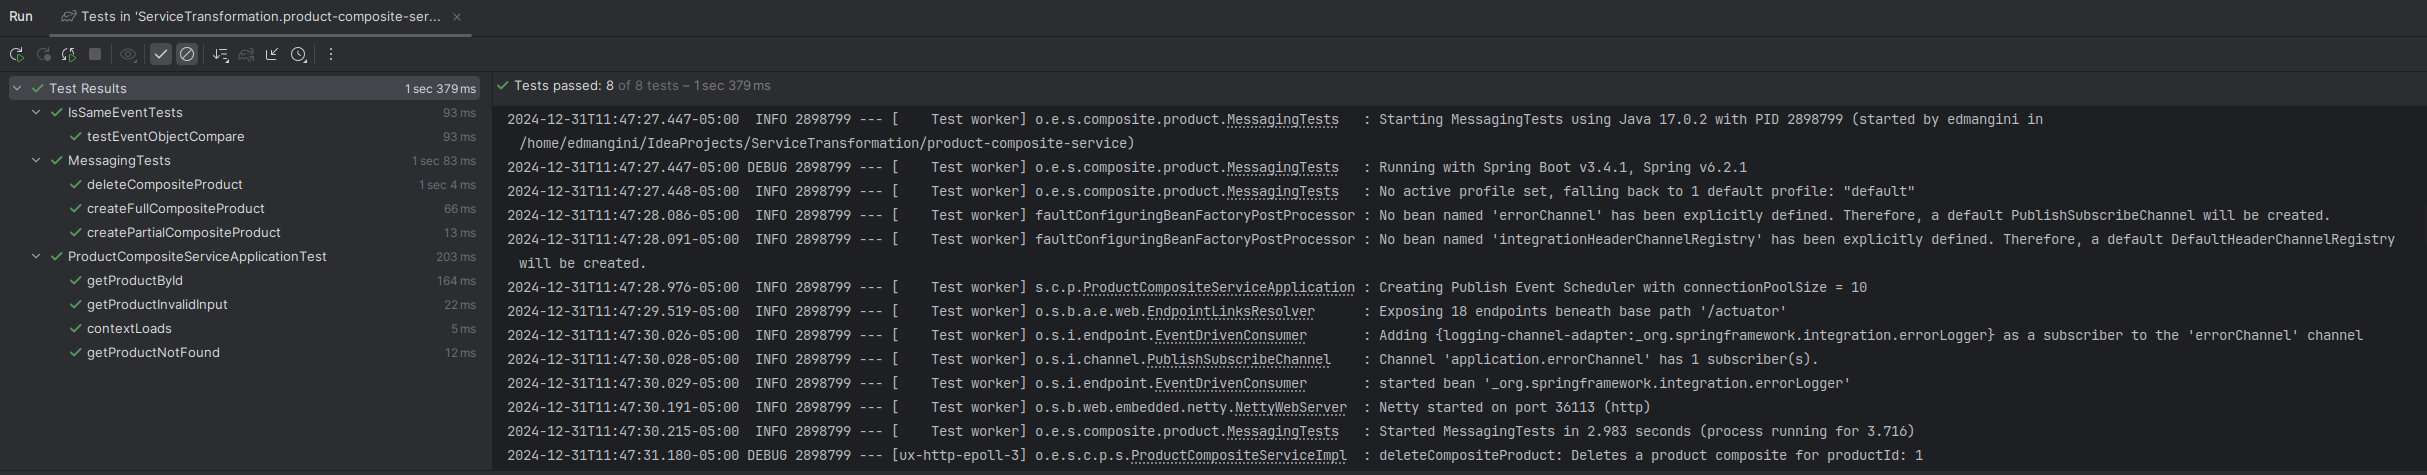 Run
Tests in 'ServiceTransformation.product-composite-ser...
Test Results 1 sec 379 ms
IsSameEventTests 93 ms
testEventObjectCompare 93 ms
MessagingTests 1 sec 83 ms
deleteCompositeProduct 1 sec 4 ms
createFullCompositeProduct 66 ms
createPartialCompositeProduct 13 ms
ProductCompositeServiceApplicationTest 203 ms
getProductById 164 ms
getProductInvalidInput 22 ms
contextLoads 5 ms
getProductNotFound 12 ms
Tests passed: 8 of 8 tests – 1 sec 379 ms
2024-12-31T11:47:27.447-05:00  INFO 2898799 --- [    Test worker] o.e.s.composite.product.MessagingTests   : Starting MessagingTests using Java 17.0.2 with PID 2898799 (started by edmangini in
/home/edmangini/IdeaProjects/ServiceTransformation/product-composite-service)
2024-12-31T11:47:27.447-05:00 DEBUG 2898799 --- [    Test worker] o.e.s.composite.product.MessagingTests   : Running with Spring Boot v3.4.1, Spring v6.2.1
2024-12-31T11:47:27.448-05:00  INFO 2898799 --- [    Test worker] o.e.s.composite.product.MessagingTests   : No active profile set, falling back to 1 default profile: "default"
2024-12-31T11:47:28.086-05:00  INFO 2898799 --- [    Test worker] faultConfiguringBeanFactoryPostProcessor : No bean named 'errorChannel' has been explicitly defined. Therefore, a default PublishSubscribeChannel will be created.
2024-12-31T11:47:28.091-05:00  INFO 2898799 --- [    Test worker] faultConfiguringBeanFactoryPostProcessor : No bean named 'integrationHeaderChannelRegistry' has been explicitly defined. Therefore, a default DefaultHeaderChannelRegistry
will be created.
2024-12-31T11:47:28.976-05:00  INFO 2898799 --- [    Test worker] s.c.p.ProductCompositeServiceApplication : Creating Publish Event Scheduler with connectionPoolSize = 10
2024-12-31T11:47:29.519-05:00  INFO 2898799 --- [    Test worker] o.s.b.a.e.web.EndpointLinksResolver      : Exposing 18 endpoints beneath base path '/actuator'
2024-12-31T11:47:30.026-05:00  INFO 2898799 --- [    Test worker] o.s.i.endpoint.EventDrivenConsumer       : Adding {logging-channel-adapter:_org.springframework.integration.errorLogger} as a subscriber to the 'errorChannel' channel
2024-12-31T11:47:30.028-05:00  INFO 2898799 --- [    Test worker] o.s.i.channel.PublishSubscribeChannel    : Channel 'application.errorChannel' has 1 subscriber(s).
2024-12-31T11:47:30.029-05:00  INFO 2898799 --- [    Test worker] o.s.i.endpoint.EventDrivenConsumer       : started bean '_org.springframework.integration.errorLogger'
2024-12-31T11:47:30.191-05:00  INFO 2898799 --- [    Test worker] o.s.b.web.embedded.netty.NettyWebServer  : Netty started on port 36113 (http)
2024-12-31T11:47:30.215-05:00  INFO 2898799 --- [    Test worker] o.e.s.composite.product.MessagingTests   : Started MessagingTests in 2.983 seconds (process running for 3.716)
2024-12-31T11:47:31.180-05:00 DEBUG 2898799 --- [ux-http-epoll-3] o.e.s.c.p.s.ProductCompositeServiceImpl  : deleteCompositeProduct: Deletes a product composite for productId: 1